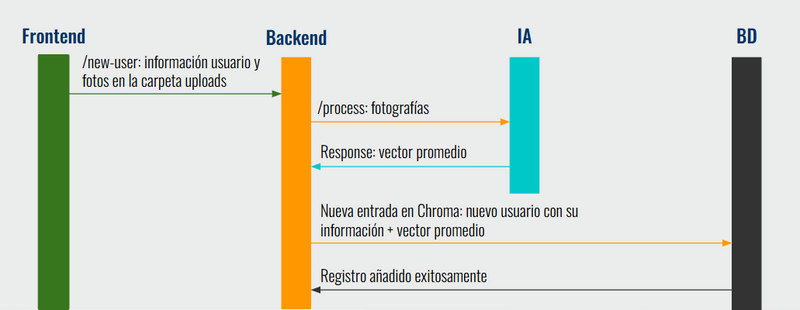 Frontend
Backend
IA
BD
/new-user: información usuario y
fotos en la carpeta uploads
/process: fotografías
Response: vector promedio
Nueva entrada en Chroma: nuevo usuario con su
información + vector promedio
Registro añadido exitosamente